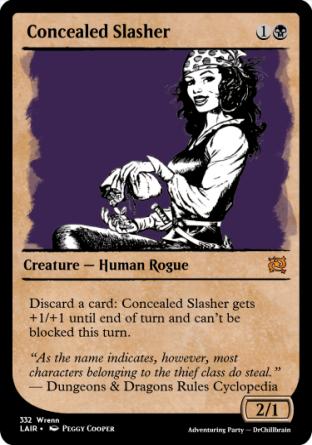 Concealed Slasher 1
Creature — Human Rogue
Discard a card: Concealed Slasher gets
+1/+1 until end of turn and can't be
blocked this turn.
“As the name indicates, however, most
characters belonging to the thief class do steal.”
— Dungeons & Dragons Rules Cyclopedia
2/1
332 Wrenn
LAIR • Peggy Cooper
Adventuring Party — DrChillbrain